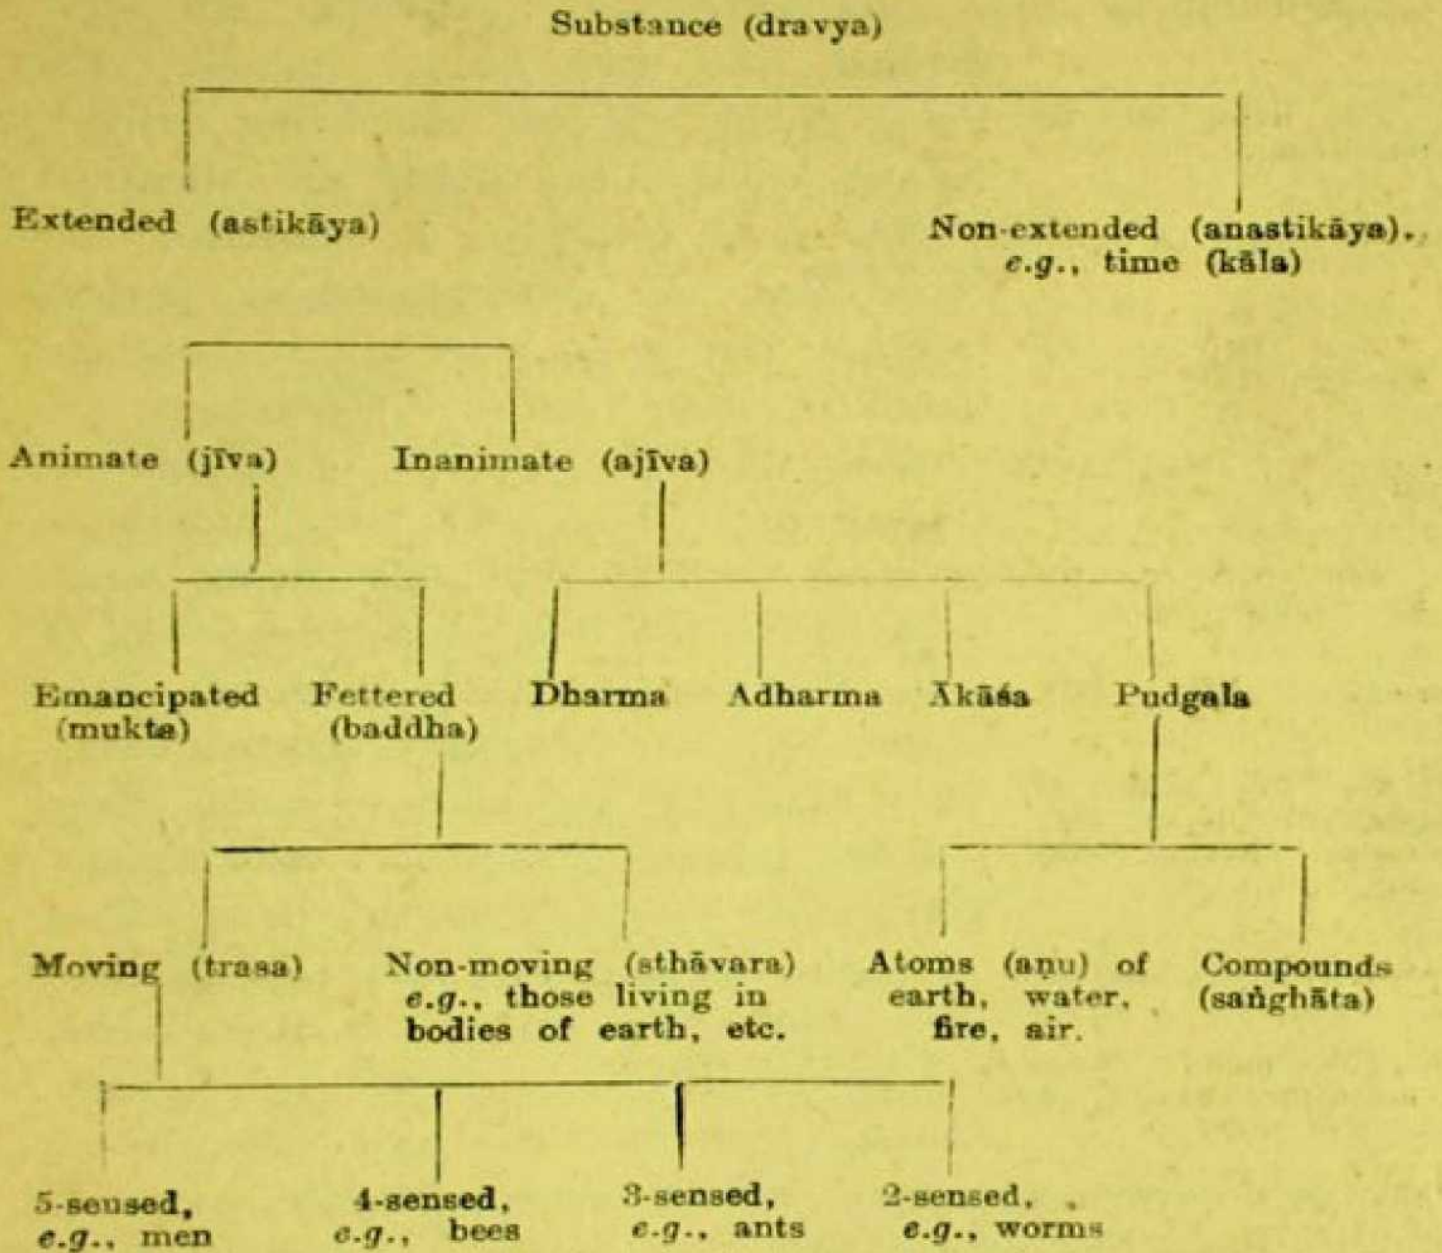 Substance (dravya)
Extended (astikāya)
Non-extended (anastikāya).
e.g., time (kāla)
Animate (jīva) Inanimate (ajīva)
Emancipated
(mukta)
Fettered
(baddha)
Dharma Adharma Ākāśa Pudgala
Moving (trasa)
Non-moving (sthāvara)
e.g., those living in
bodies of earth, etc.
Atoms (aṇu) of
earth, water,
fire, air.
Compounds
(saṅghāta)
5-sensed,
e.g., men
4-sensed,
e.g., bees
3-sensed,
e.g., ants
2-sensed,
e.g., worms